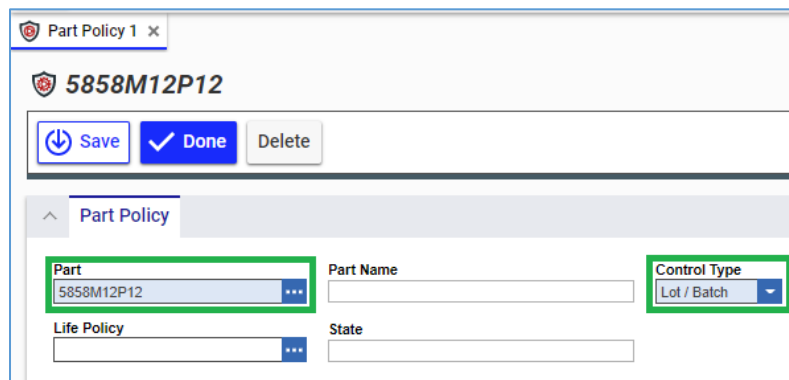 Part Policy 1
5858M12P12
Save Done Delete
Part Policy
Part Part Name Control Type
5858M12P12 Lot / Batch
Life Policy State